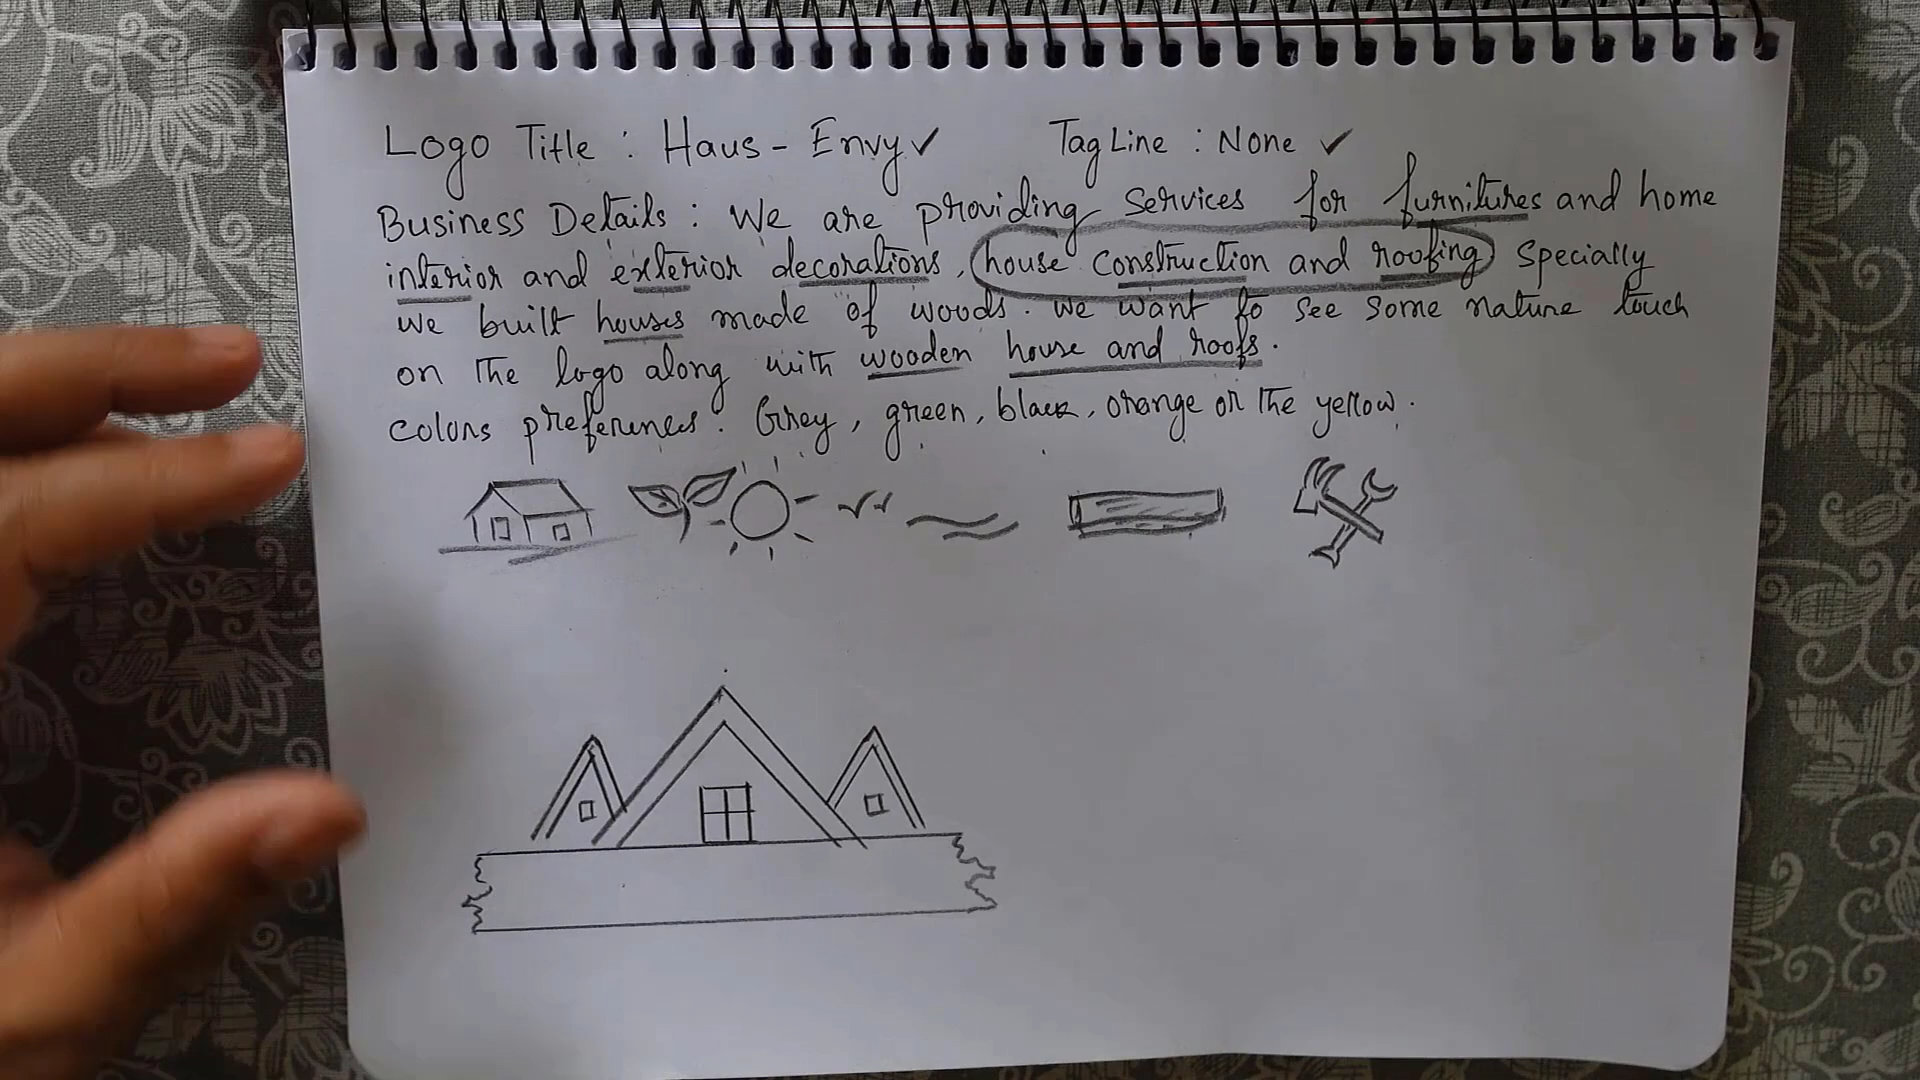 Logo Title : Haus - Envy ✓ Tag Line : None ✓
Business Details : We are providing services for furnitures and home
interior and exterior decorations, house construction and roofing specially
we built houses made of woods. we want to see some nature touch
on the logo along with wooden house and roofs.
colors preferences : Grey, green, black, orange or the yellow.